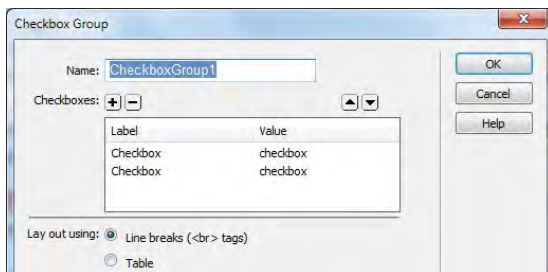 Checkbox Group
Name: CheckboxGroup1
OK
Checkboxes:
Cancel
Help
Label Value
Checkbox checkbox
Checkbox checkbox
Lay out using: Line breaks (<br> tags)
Table